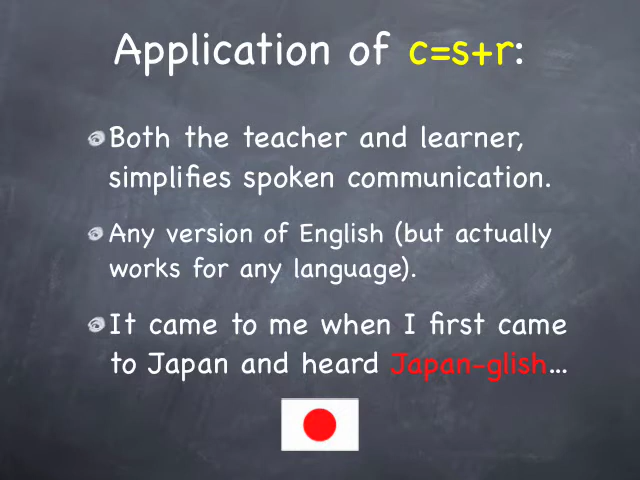 Application of c=s+r:
Both the teacher and learner,
simplifies spoken communication.
Any version of English (but actually
works for any language).
It came to me when I first came
to Japan and heard Japan-glish...